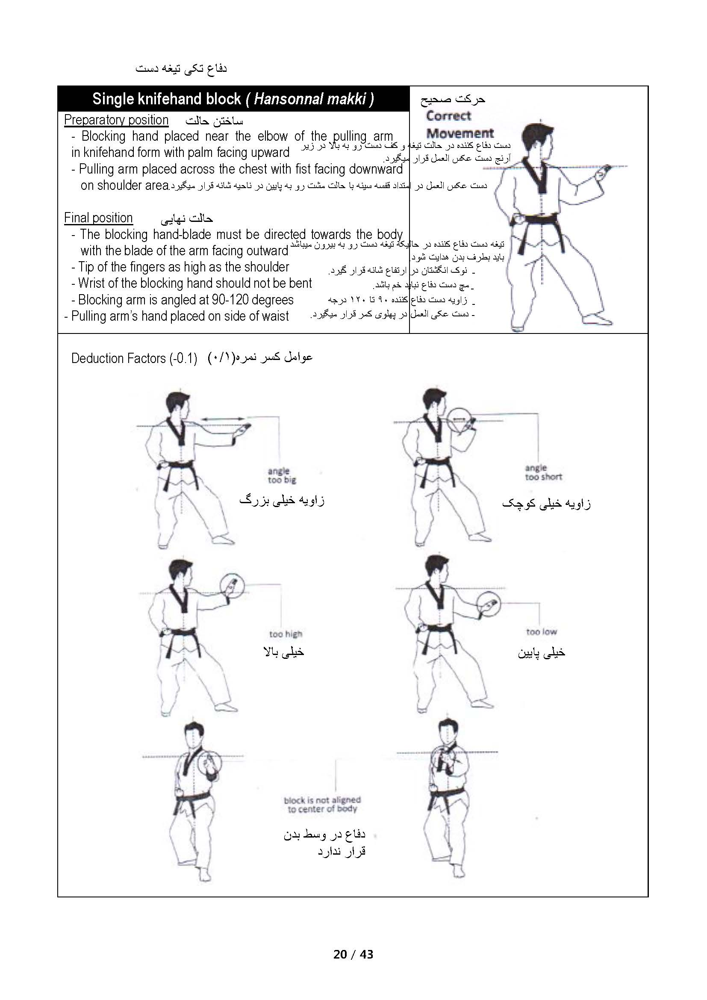 دفاع تکی تیغه دست
Single knifehand block ( Hansonnal makki )
حرکت صحیح
Correct
Movement
Preparatory position ساختن حالت
- Blocking hand placed near the elbow of the pulling arm
in knifehand form with palm facing upward
دست دفاع کننده در حالت تیغه و کف دست رو به بالا در زیر
آرنج دست عکس العمل قرار میگیرد.
- Pulling arm placed across the chest with fist facing downward
on shoulder area.
دست عکس العمل در امتداد قفسه سینه با حالت مشت رو به پایین در ناحیه شانه قرار میگیرد
Final position حالت نهایی
- The blocking hand-blade must be directed towards the body
with the blade of the arm facing outward
تیغه دست دفاع کننده در حالیکه تیغه دست رو به بیرون میباشد
باید بطرف بدن هدایت شود.
- Tip of the fingers as high as the shoulder
- نوک انگشتان در ارتفاع شانه قرار گیرد.
- Wrist of the blocking hand should not be bent
- مچ دست دفاع نباید خم باشد.
- Blocking arm is angled at 90-120 degrees
- زاویه دست دفاع کننده ۹۰ تا ۱۲۰ درجه
- Pulling arm’s hand placed on side of waist
- دست عکی العمل در پهلوی کمر قرار میگیرد.
Deduction Factors (-0.1) عوامل کسر نمره(۰/۱)
angle
too big
زاویه خیلی بزرگ
angle
too short
زاویه خیلی کوچک
too high
خیلی بالا
too low
خیلی پایین
block is not aligned
to center of body
دفاع در وسط بدن
قرار ندارد
20 / 43